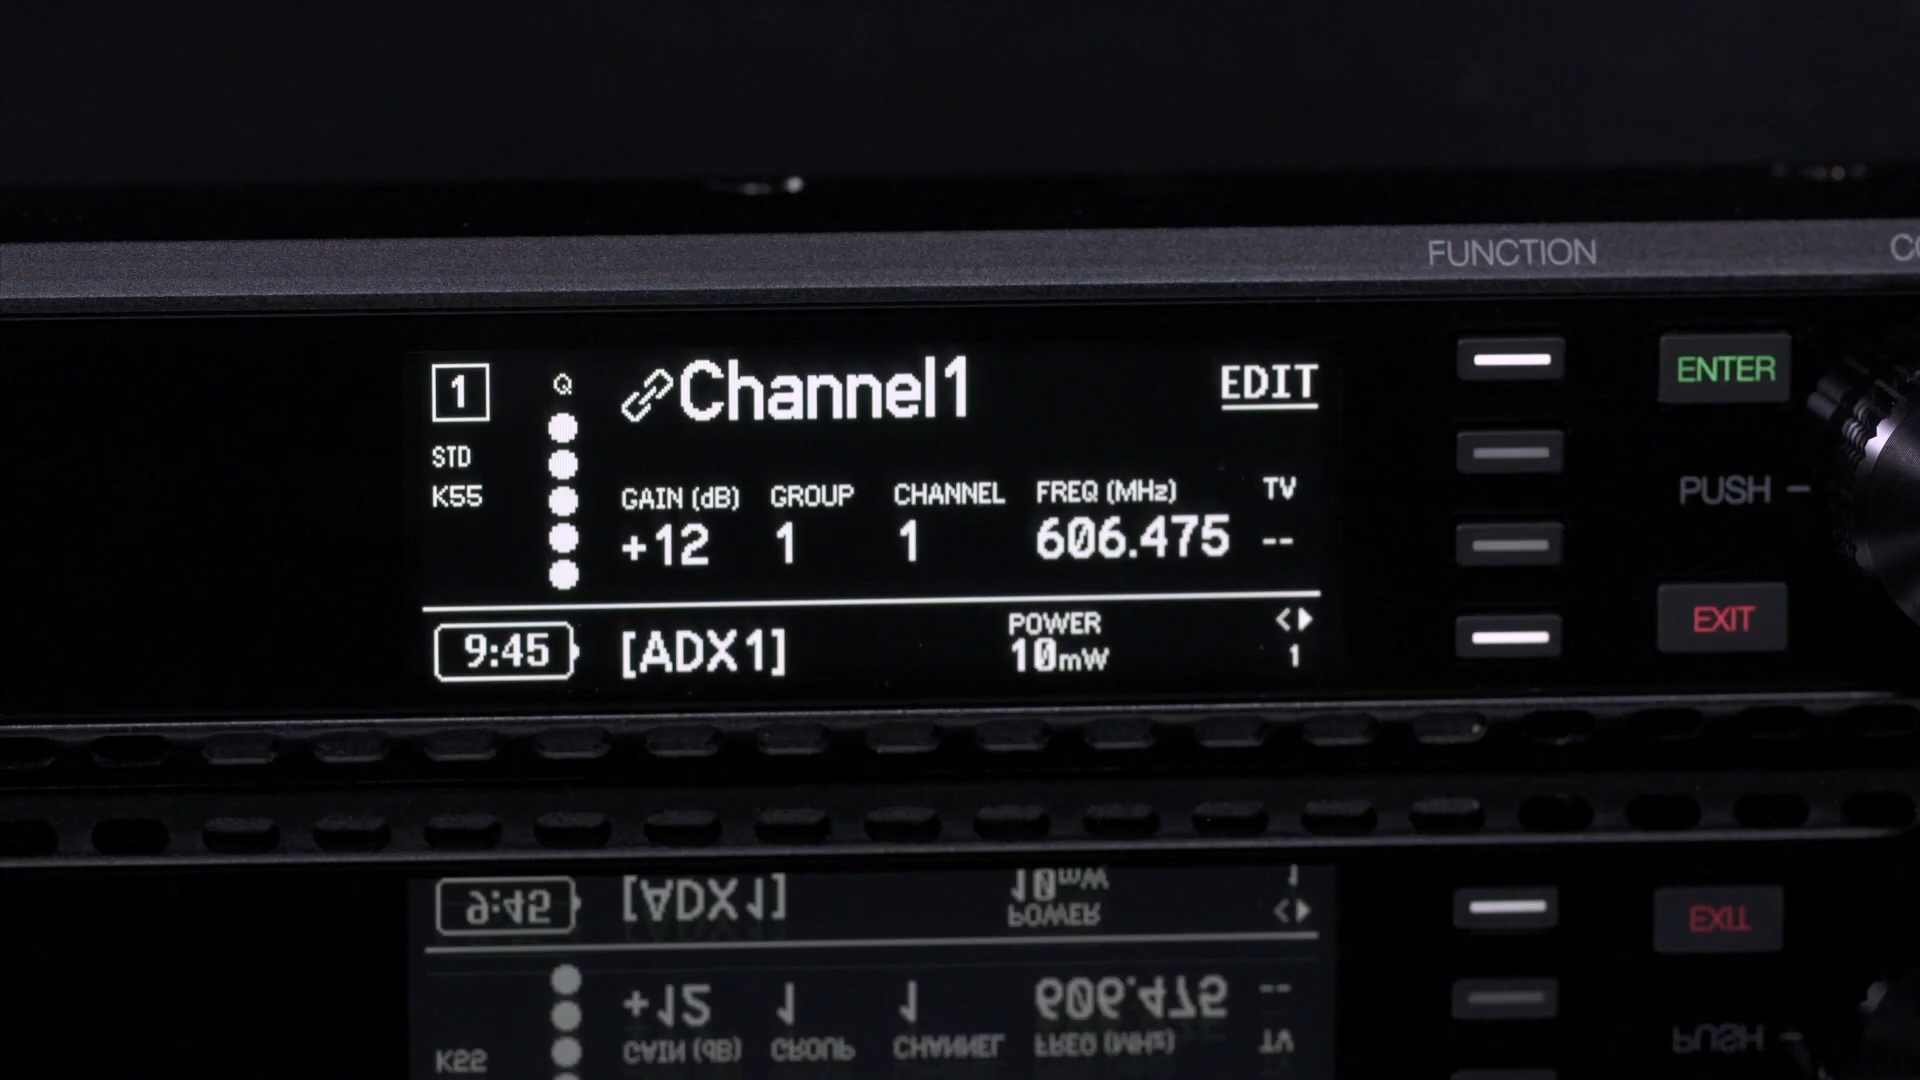 FUNCTION CO
1 Q Channel1 EDIT
STD
K55
GAIN (dB) GROUP CHANNEL FREQ (MHz) TV
+12 1 1 606.475 --
9:45 [ADX1] POWER
10mW 1
ENTER
PUSH
EXIT